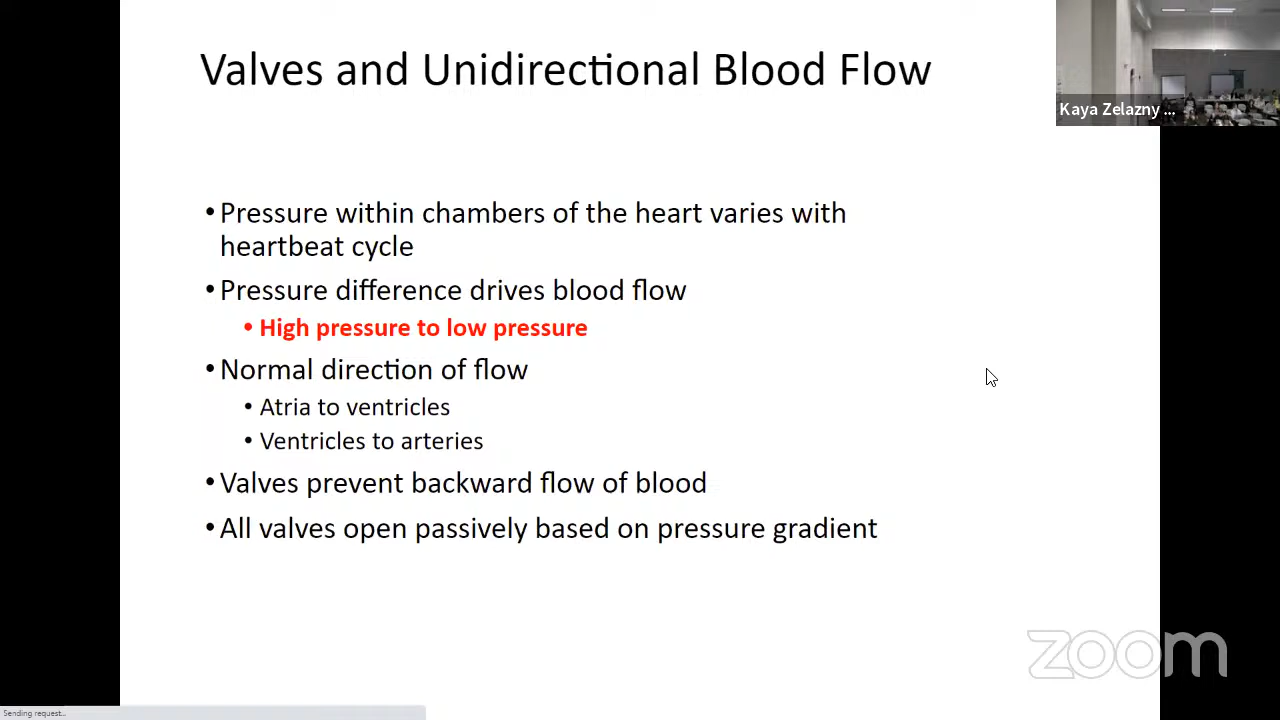 Valves and Unidirectional Blood Flow
Kaya Zelazny ...
• Pressure within chambers of the heart varies with
heartbeat cycle
• Pressure difference drives blood flow
• High pressure to low pressure
• Normal direction of flow
• Atria to ventricles
• Ventricles to arteries
• Valves prevent backward flow of blood
• All valves open passively based on pressure gradient
zoom
Sending request...